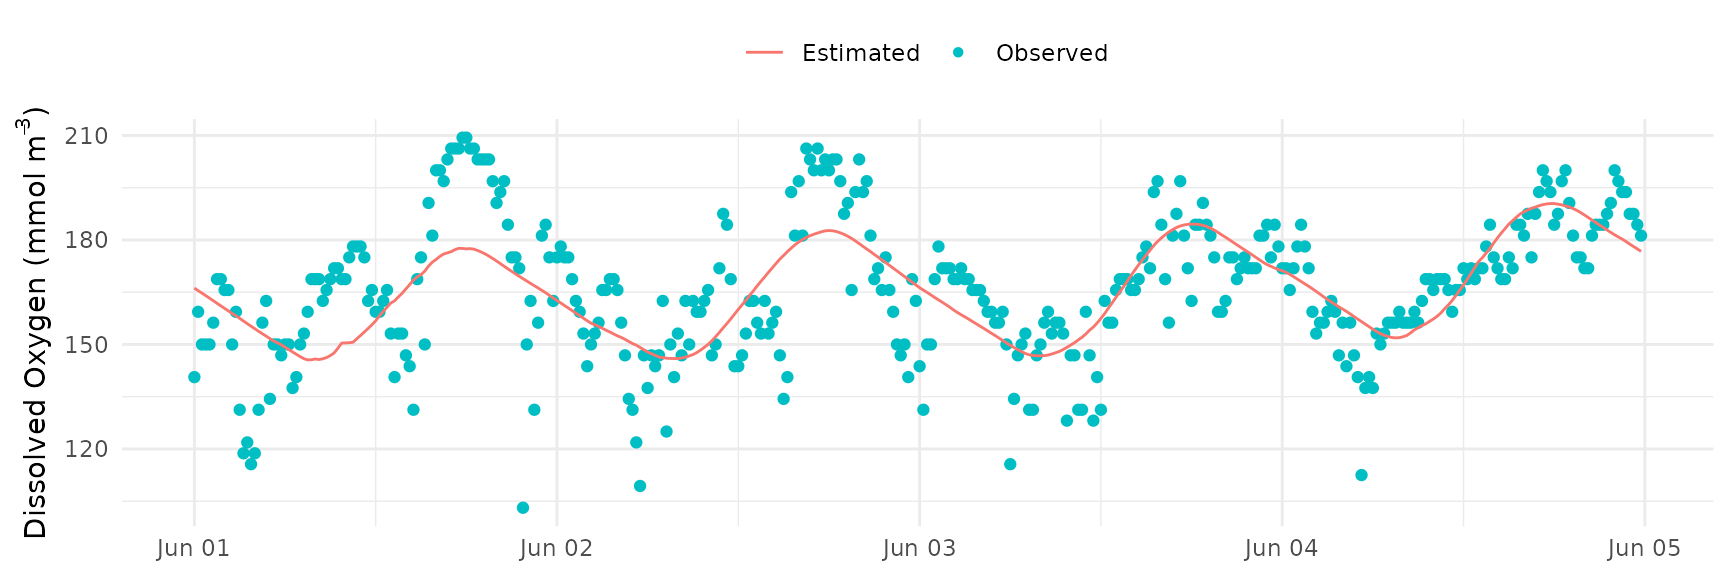 Estimated Observed
Dissolved Oxygen (mmol m⁻³)
210
180
150
120
Jun 01 Jun 02 Jun 03 Jun 04 Jun 05